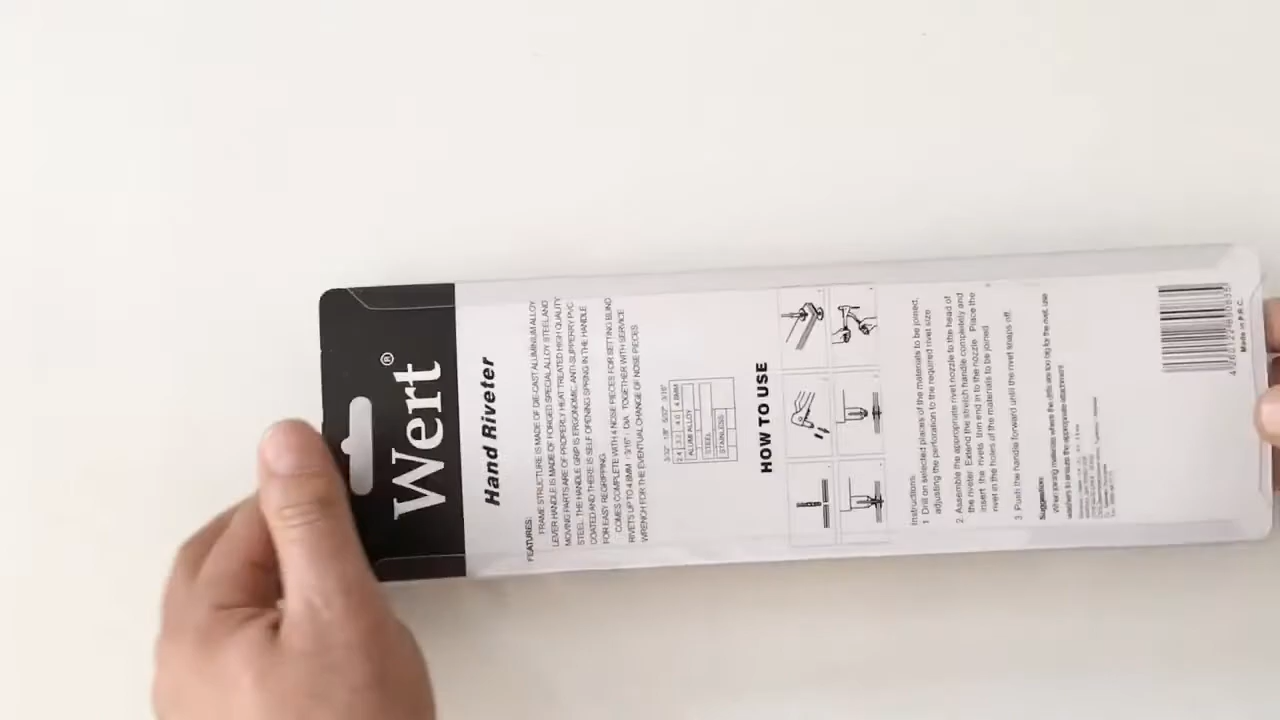 Wert®
Hand Riveter
FEATURES:
FRAME STRUCTURE IS MADE OF DIE-CAST ALUMINIUM ALLOY
LEVER HANDLE IS MADE OF FORGED SPECIAL ALLOY STEEL AND
MOVING PARTS ARE OF PROPERLY HEAT TREATED HIGH QUALITY
STEEL. THE HANDLE GRIP IS ERGONOMIC, ANTI-SLIPPERRY PVC
COATED AND THERE IS SELF OPENING SPRING IN THE HANDLE
FOR EASY REGRIPPING.
COMES COMPLETE WITH 4 NOSE PIECES FOR SETTING BLIND
RIVETS UP TO 4.8MM 3/16" DIA TOGETHER WITH SERVICE
WRENCH FOR THE EVENTUAL CHANGE OF NOSE PIECES
3/32" 1/8" 5/32" 3/16"
2.4 3.2 4.0 4.8MM
ALUM ALLOY
STEEL
STAINLESS
HOW TO USE
Instructions:
1 Drill on selected places of the materials to be joined,
adjusting the perforation to the required rivet size
2. Assemble the appropriate rivet nozzle to the head of
the riveter. Extend the stretch handle completely and
insert the rivets, thin end in to the nozzle. Place the
rivet in the holes of the materials to be joined
3 Push the handle forward until the rivet snaps off.
Suggestion:
When joining materials where the drills are too big for the rivet, use
washers to ensure the appropriate attachment
Made in P.R.C.